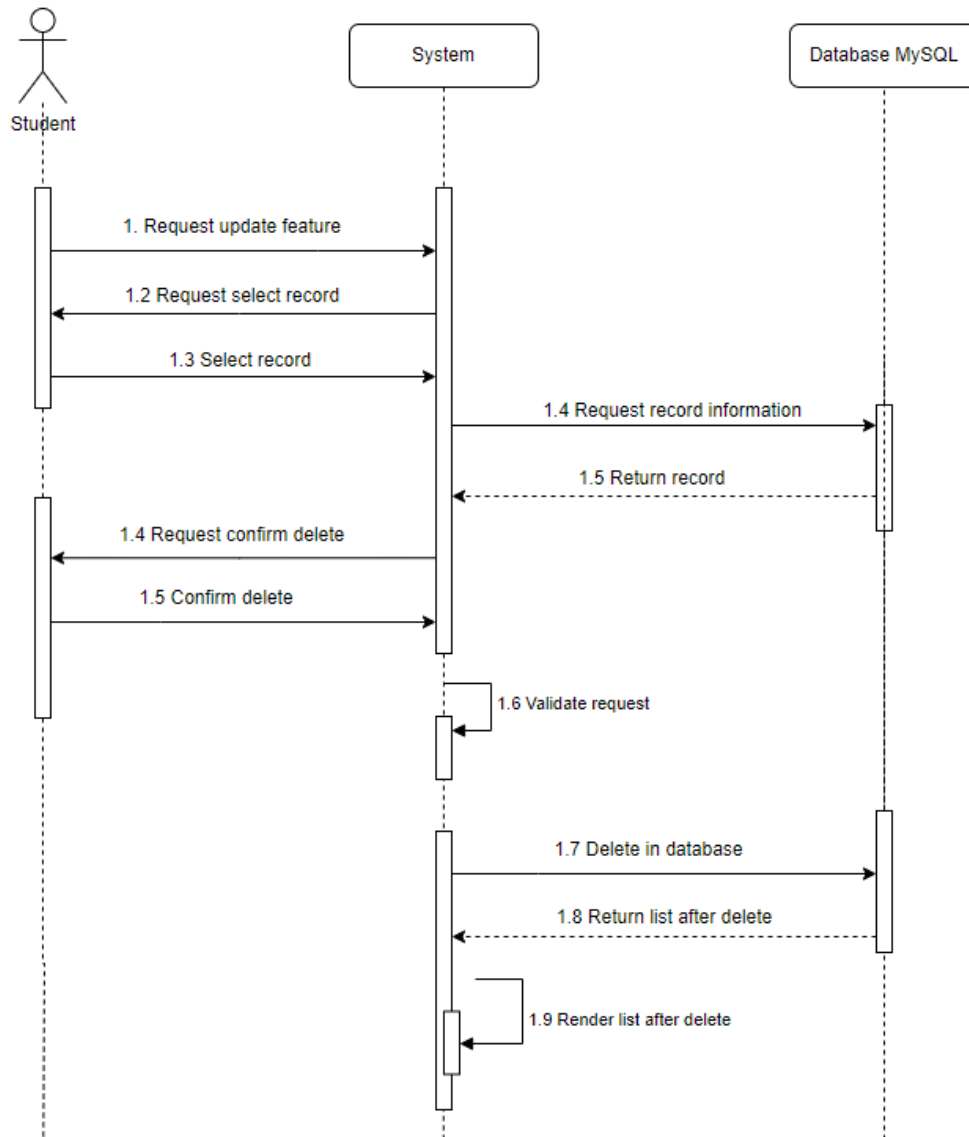 System
Database MySQL
Student
1. Request update feature
1.2 Request select record
1.3 Select record
1.4 Request record information
1.5 Return record
1.4 Request confirm delete
1.5 Confirm delete
1.6 Validate request
1.7 Delete in database
1.8 Return list after delete
1.9 Render list after delete